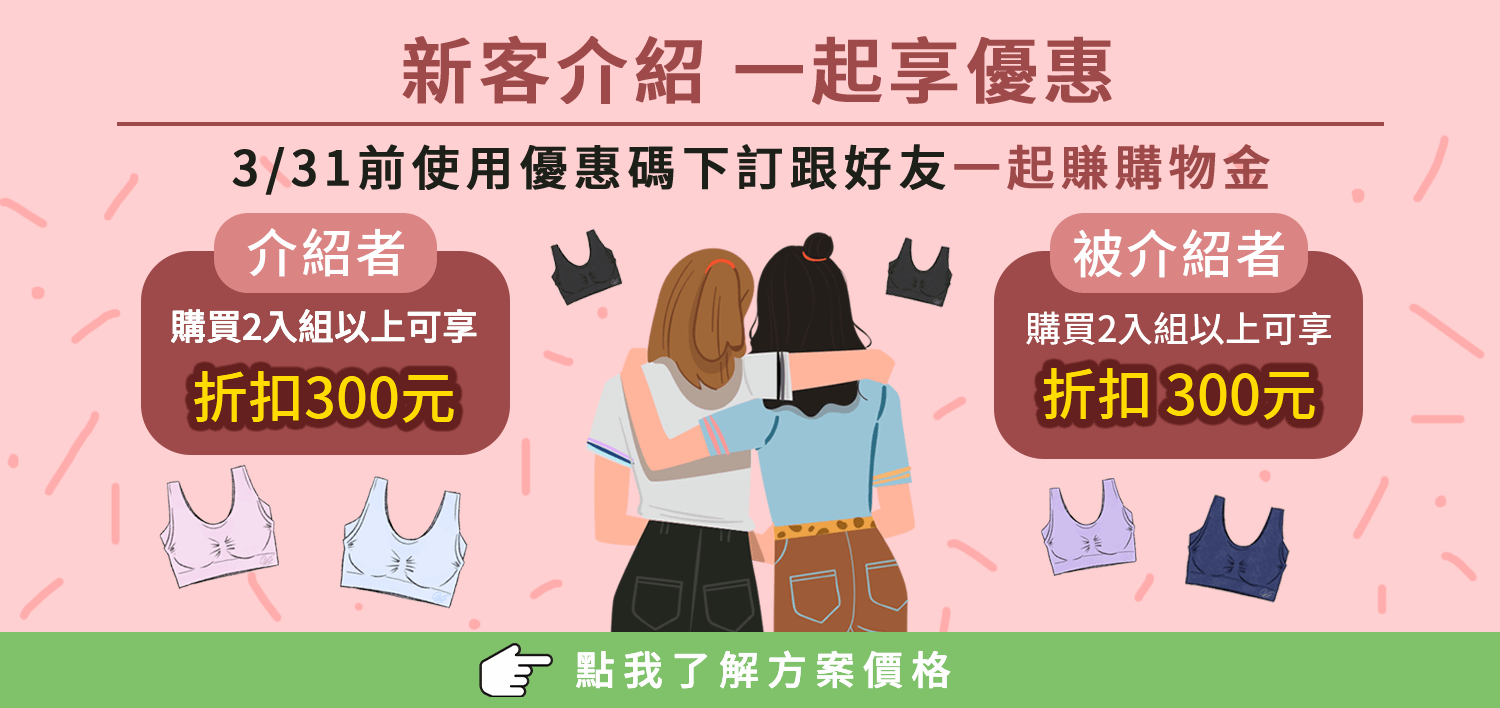 新客介紹 一起享優惠
3/31前使用優惠碼下訂跟好友一起賺購物金
介紹者
購買2入組以上可享
折扣300元
被介紹者
購買2入組以上可享
折扣 300元
點我了解方案價格